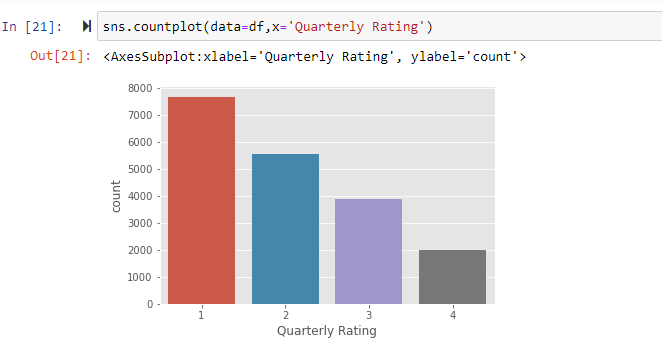 In [21]: sns.countplot(data=df,x='Quarterly Rating')
Out[21]: <AxesSubplot:xlabel='Quarterly Rating', ylabel='count'>
8000
7000
6000
5000
4000
3000
2000
1000
0
count
1 2 3 4
Quarterly Rating